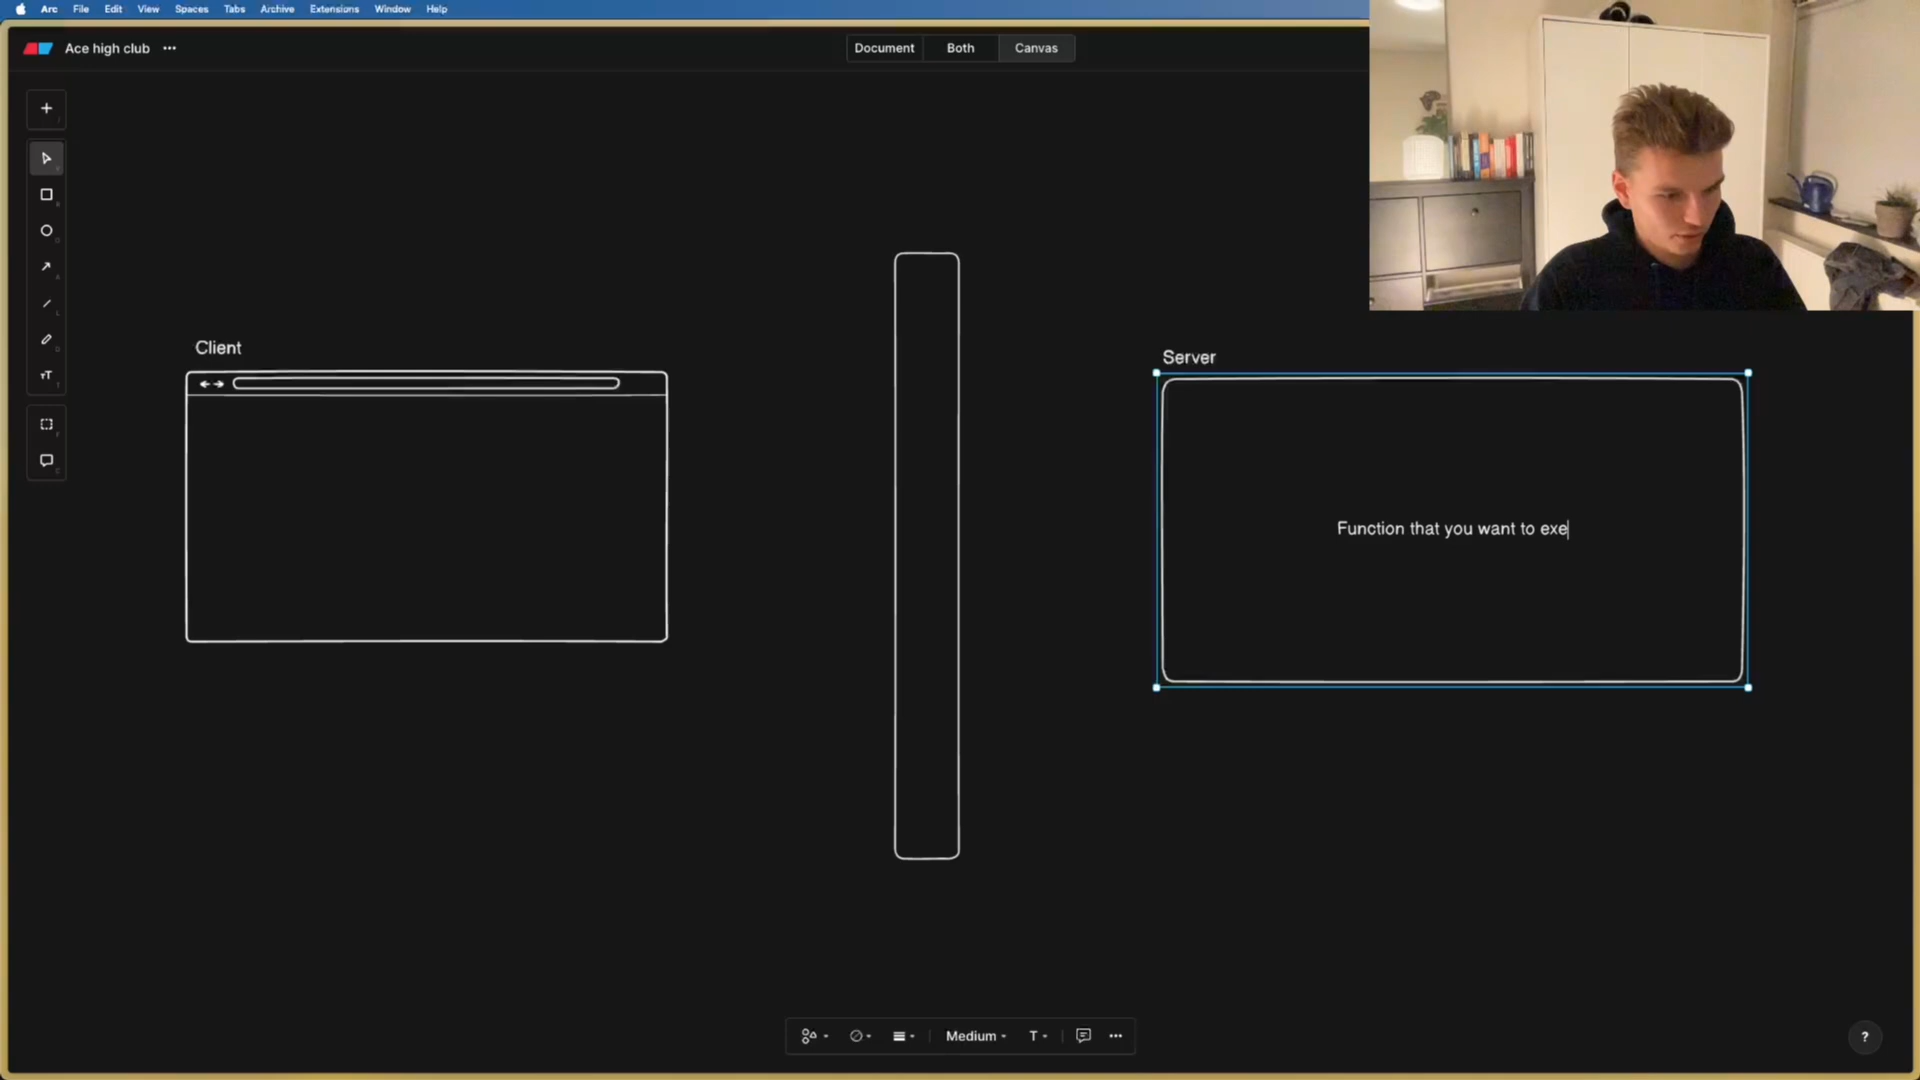 Arc File Edit View Spaces Tabs Archive Extensions Window Help
Ace high club ···
Document Both Canvas
Client
Server
Function that you want to exe
Medium T
?